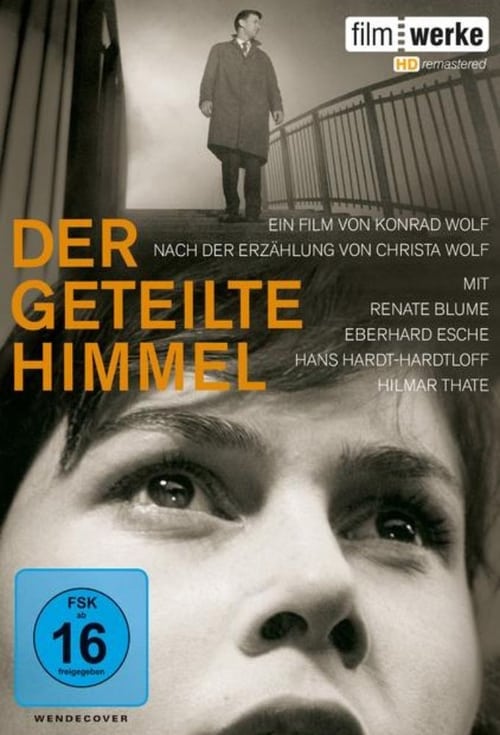 film werke
HD remastered
EIN FILM VON KONRAD WOLF
NACH DER ERZÄHLUNG VON CHRISTA WOLF
DER
GETEILTE
HIMMEL
MIT
RENATE BLUME
EBERHARD ESCHE
HANS HARDT-HARDTLOFF
HILMAR THATE
FSK
ab
16
freigegeben
WENDECOVER